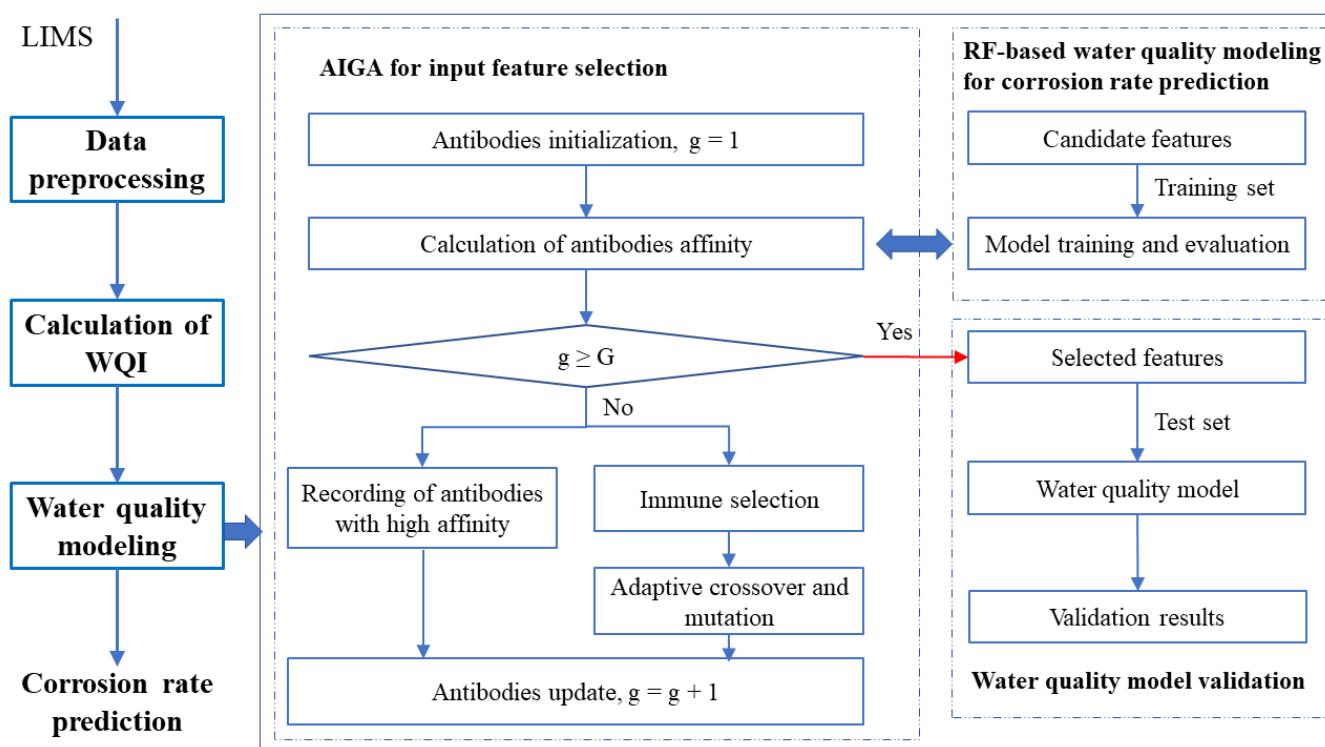 LIMS
Data
preprocessing
Calculation of
WQI
Water quality
modeling
Corrosion rate
prediction
AIGA for input feature selection
Antibodies initialization, g = 1
Calculation of antibodies affinity
g ≥ G
Yes
No
Recording of antibodies
with high affinity
Immune selection
Adaptive crossover and
mutation
Antibodies update, g = g + 1
RF-based water quality modeling
for corrosion rate prediction
Candidate features
Training set
Model training and evaluation
Selected features
Test set
Water quality model
Validation results
Water quality model validation